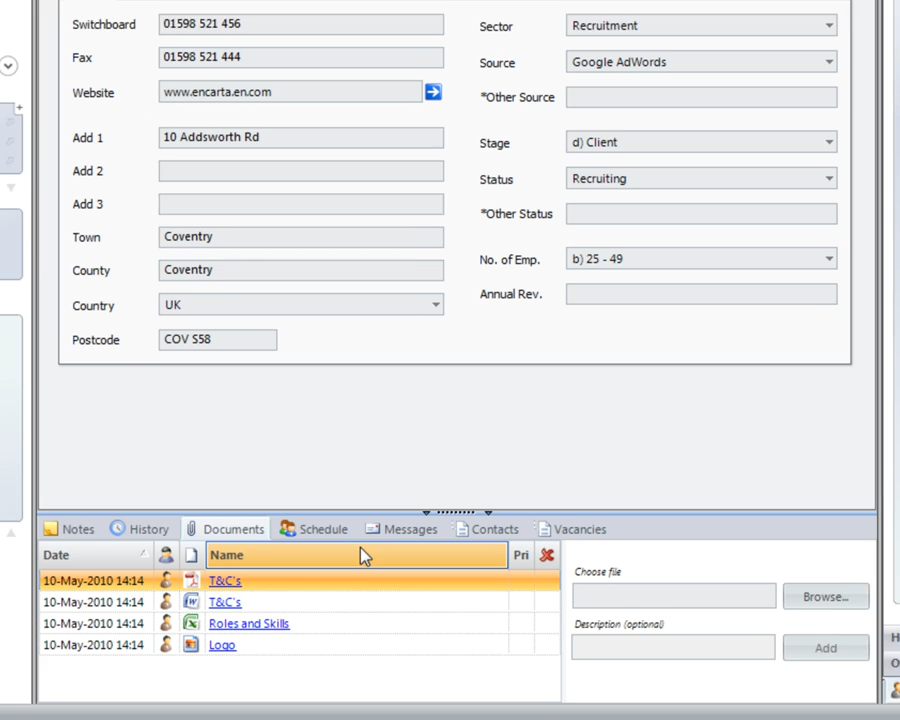 Switchboard 01598 521 456
Fax 01598 521 444
Website www.encarta.en.com
Add 1 10 Addsworth Rd
Add 2
Add 3
Town Coventry
County Coventry
Country UK
Postcode COV S58
Sector Recruitment
Source Google AdWords
*Other Source
Stage d) Client
Status Recruiting
*Other Status
No. of Emp. b) 25 - 49
Annual Rev.
Notes History Documents Schedule Messages Contacts Vacancies
Date Name Pri
10-May-2010 14:14 T&C's
10-May-2010 14:14 T&C's
10-May-2010 14:14 Roles and Skills
10-May-2010 14:14 Logo
Choose file
Browse...
Description (optional)
Add